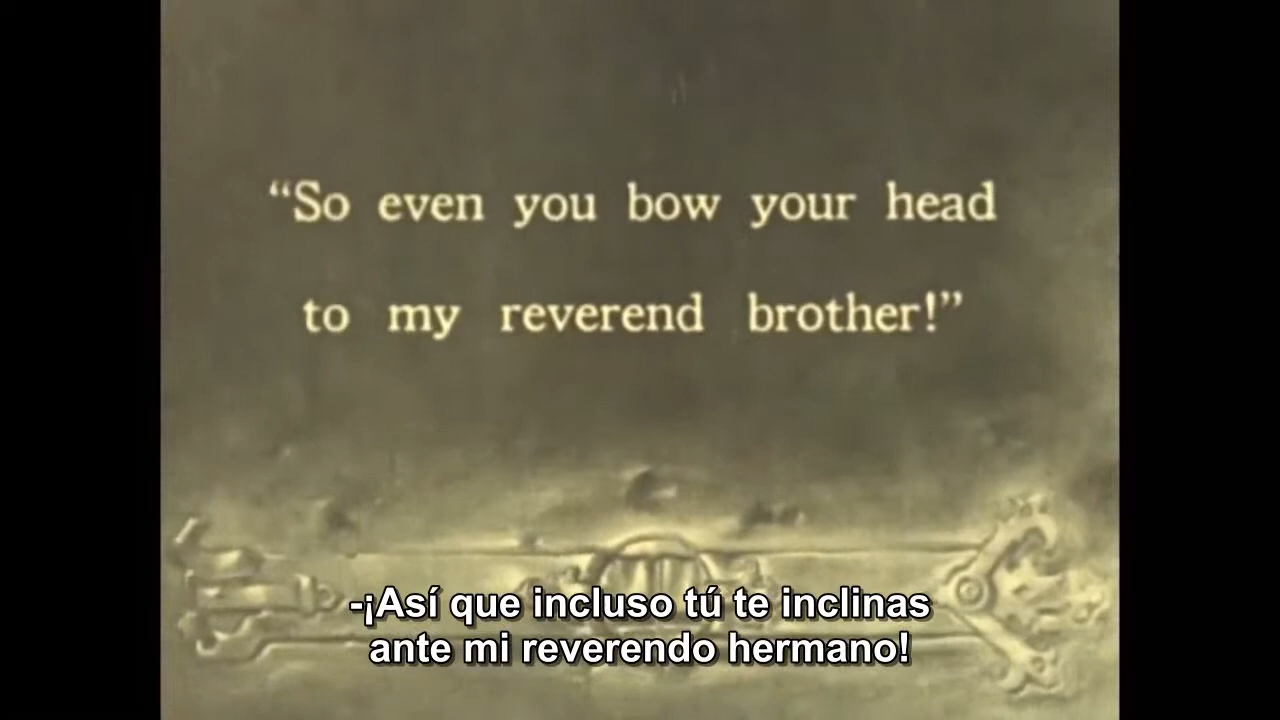 “So even you bow your head
to my reverend brother!”
-¡Así que incluso tú te inclinas
ante mi reverendo hermano!